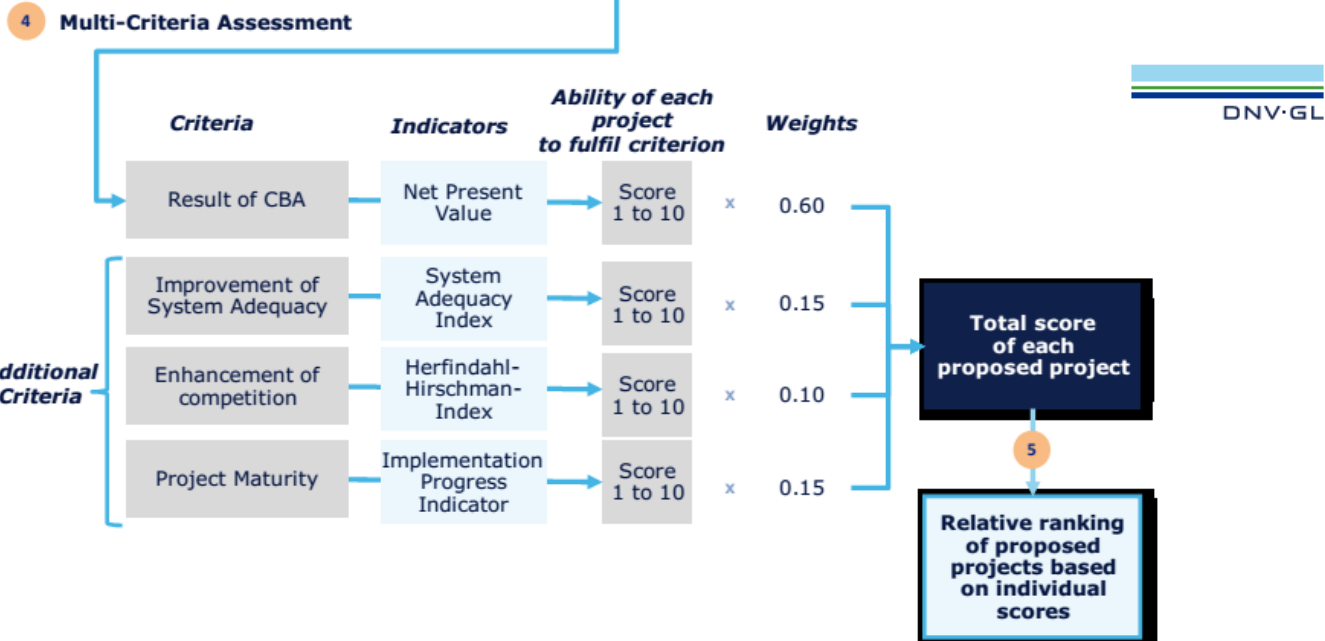 4 Multi-Criteria Assessment
DNV·GL
Criteria
Indicators
Ability of each
project
to fulfil criterion
Weights
Result of CBA
Net Present
Value
Score
1 to 10
x
0.60
Improvement of
System Adequacy
System
Adequacy
Index
Score
1 to 10
x
0.15
dditional
Criteria
Enhancement of
competition
Herfindahl-
Hirschman-
Index
Score
1 to 10
x
0.10
Project Maturity
Implementation
Progress
Indicator
Score
1 to 10
x
0.15
Total score
of each
proposed project
5
Relative ranking
of proposed
projects based
on individual
scores